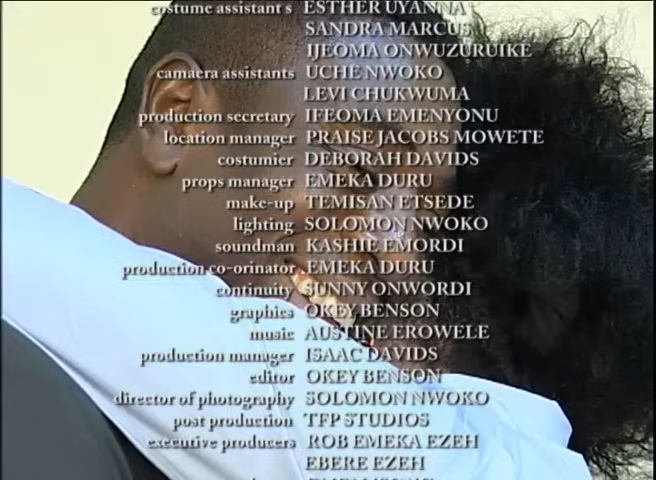 costume assistant s ESTHER UYANNA
SANDRA MARCUS
IJEOMA ONWUZURUIKE
camaera assistants UCHE NWOKO
LEVI CHUKWUMA
production secretary IFEOMA EMENYONU
location manager PRAISE JACOBS MOWETE
costumier DEBORAH DAVIDS
props manager EMEKA DURU
make-up TEMISAN ETSEDE
lighting SOLOMON NWOKO
soundman KASHIE EMORDI
production co-orinator EMEKA DURU
continuity SUNNY ONWORDI
graphics OKEY BENSON
music AUSTINE EROWELE
production manager ISAAC DAVIDS
editor OKEY BENSON
director of photography SOLOMON NWOKO
post production TFP STUDIOS
executive producers ROB EMEKA EZEH
EBERE EZEH